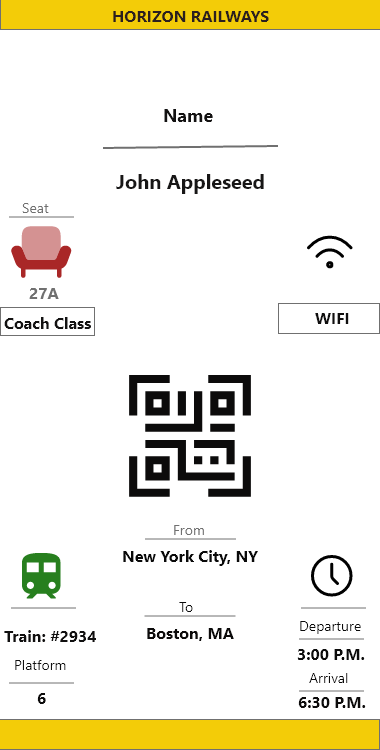 HORIZON RAILWAYS
Name
John Appleseed
Seat
27A
Coach Class
WIFI
From
New York City, NY
To
Boston, MA
Train: #2934
Platform
6
Departure
3:00 P.M.
Arrival
6:30 P.M.